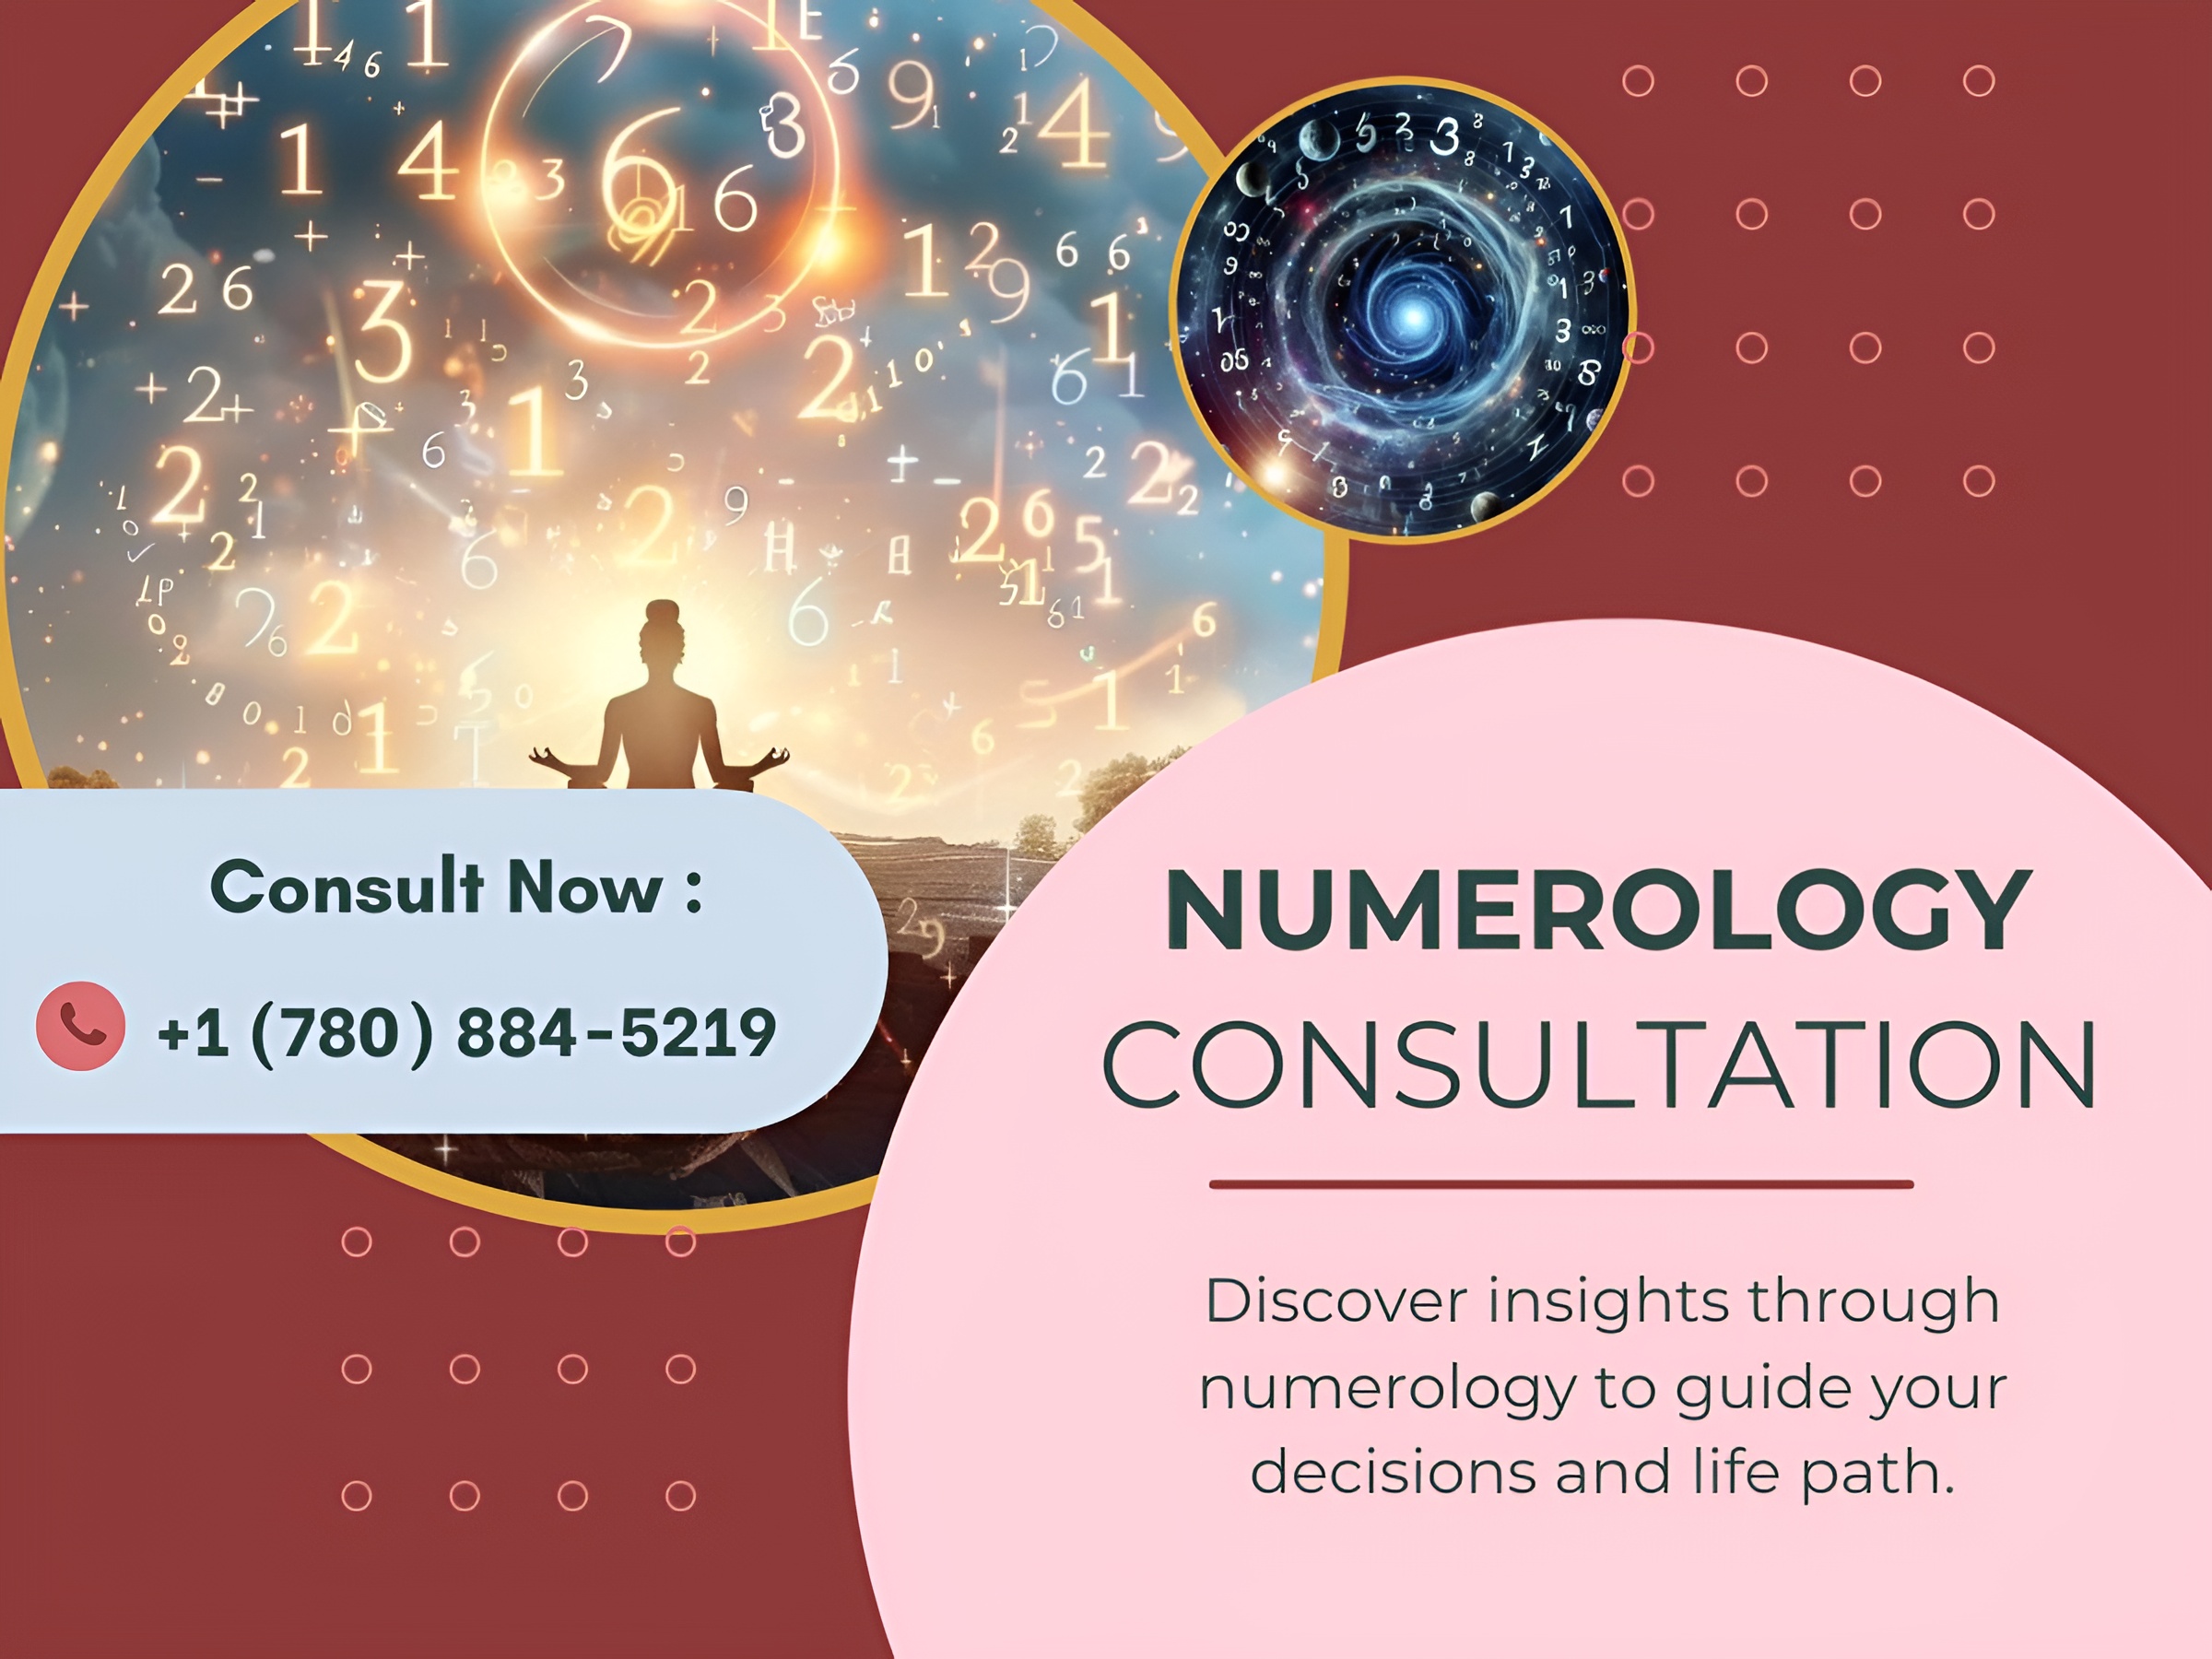 Consult Now :
+1 (780) 884-5219
NUMEROLOGY
CONSULTATION
Discover insights through
numerology to guide your
decisions and life path.